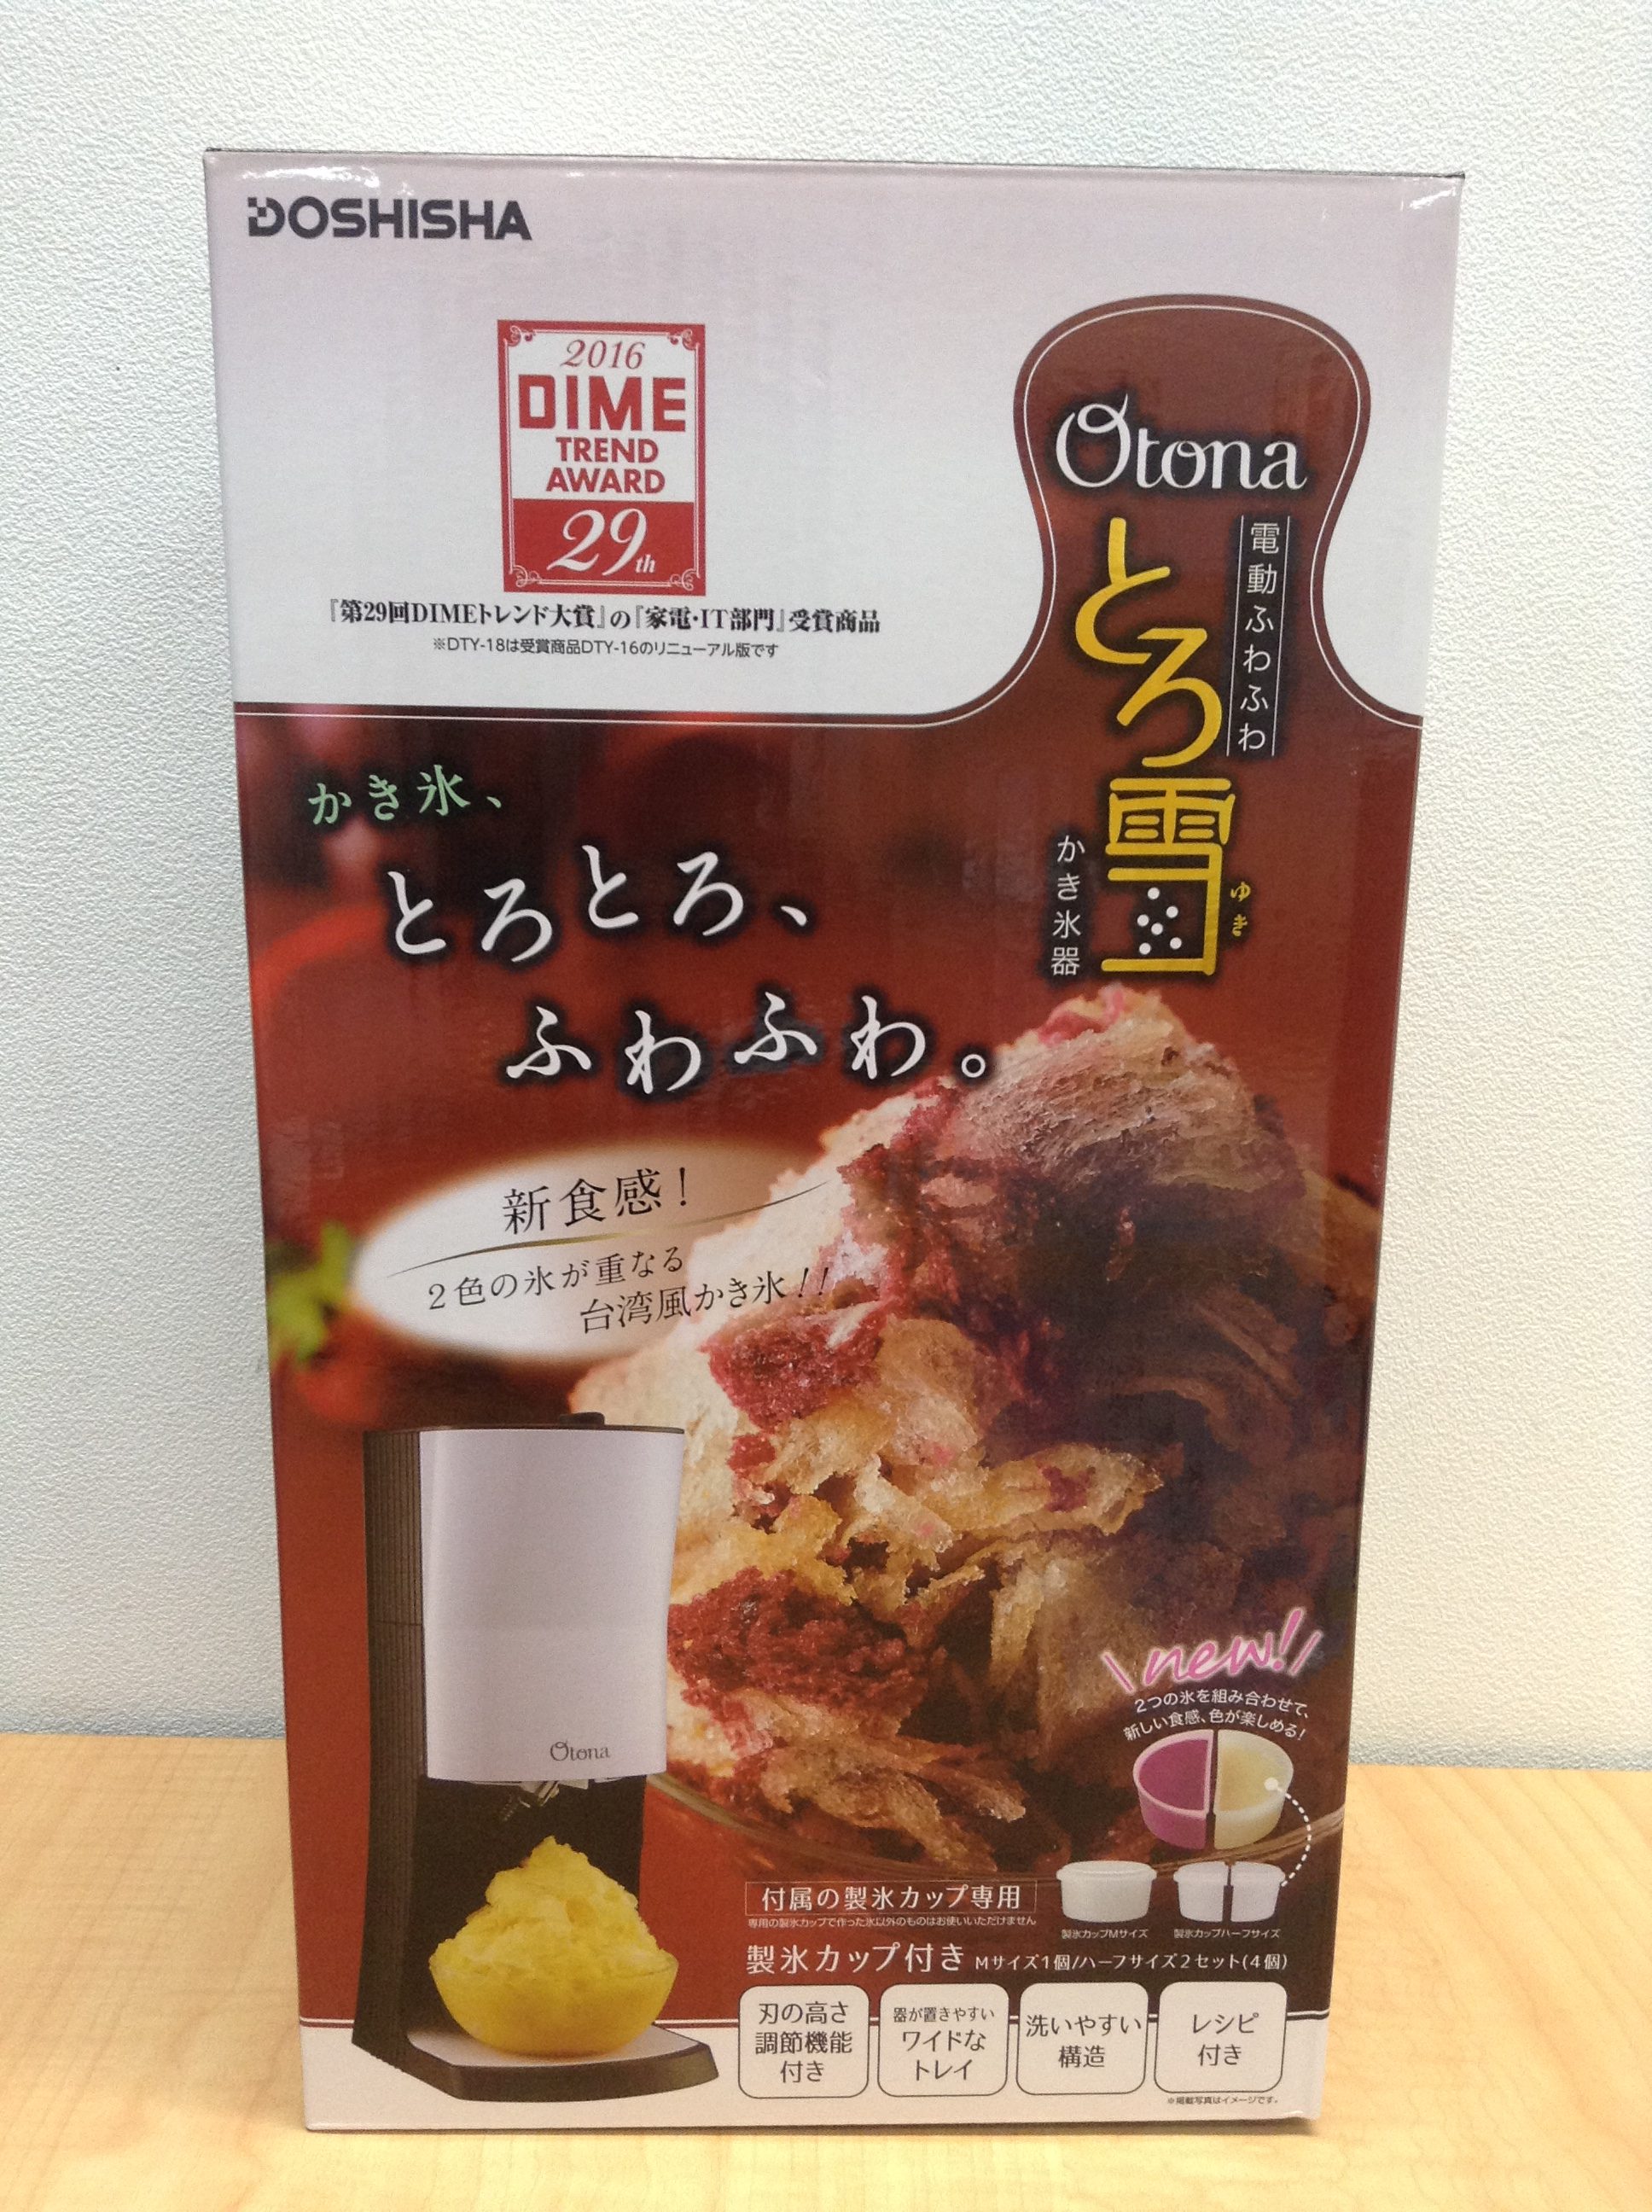 DOSHISHA
2016
DIME
TREND
AWARD
29th
『第29回DIMEトレンド大賞』の『家電・IT部門』受賞商品
※DTY-18は受賞商品DTY-16のリニューアル版です
Otona
電動ふわふわ
とろ雪
ゆき
かき氷器
かき氷、
とろとろ、
ふわふわ。
新食感!
2色の氷が重なる
台湾風かき氷!!
Otona
new!
2つの氷を組み合わせて、
新しい食感、色が楽しめる!
付属の製氷カップ専用
専用の製氷カップで作った氷以外のものはお使いいただけません
製氷カップMサイズ
製氷カップハーフサイズ
製氷カップ付き Mサイズ1個/ハーフサイズ2セット(4個)
刃の高さ
調節機能
付き
器が置きやすい
ワイドな
トレイ
洗いやすい
構造
レシピ
付き
※掲載写真はイメージです。